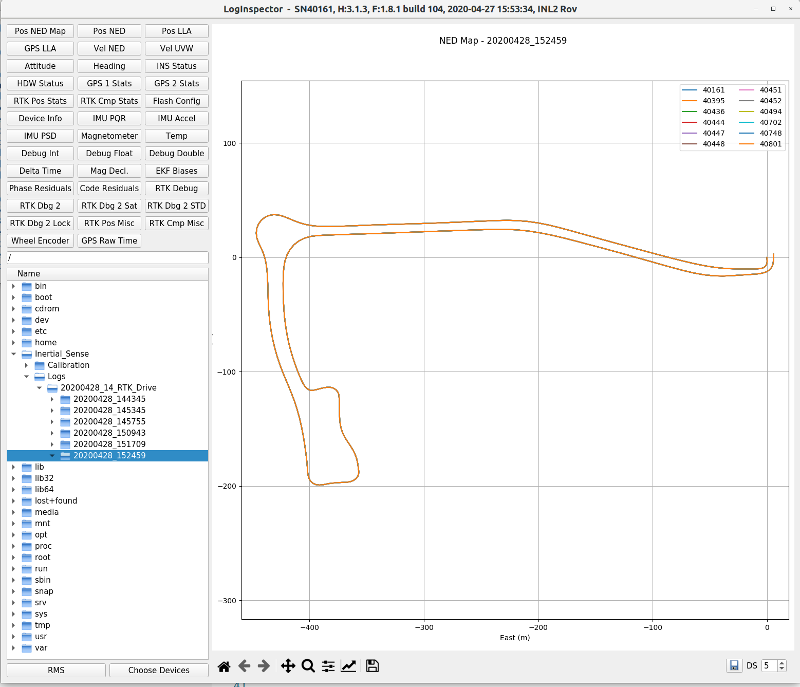 LogInspector - SN40161, H:3.1.3, F:1.8.1 build 104, 2020-04-27 15:53:34, INL2 Rov
Pos NED Map Pos NED Pos LLA
GPS LLA Vel NED Vel UVW
Attitude Heading INS Status
HDW Status GPS 1 Stats GPS 2 Stats
RTK Pos Stats RTK Cmp Stats Flash Config
Device Info IMU PQR IMU Accel
IMU PSD Magnetometer Temp
Debug Int Debug Float Debug Double
Delta Time Mag Decl. EKF Biases
Phase Residuals Code Residuals RTK Debug
RTK Dbg 2 RTK Dbg 2 Sat RTK Dbg 2 STD
RTK Dbg 2 Lock RTK Pos Misc RTK Cmp Misc
Wheel Encoder GPS Raw Time
/
Name
bin
boot
cdrom
dev
etc
home
Inertial_Sense
Calibration
Logs
20200428_14_RTK_Drive
20200428_144345
20200428_145345
20200428_145755
20200428_150943
20200428_151709
20200428_152459
lib
lib32
lib64
lost+found
media
mnt
opt
proc
root
run
sbin
snap
srv
sys
tmp
usr
var
RMS Choose Devices
NED Map - 20200428_152459
40161 40451
40395 40452
40436 40494
40444 40702
40447 40748
40448 40801
100
0
−100
−200
−300
−400 −300 −200 −100 0
East (m)
DS 5